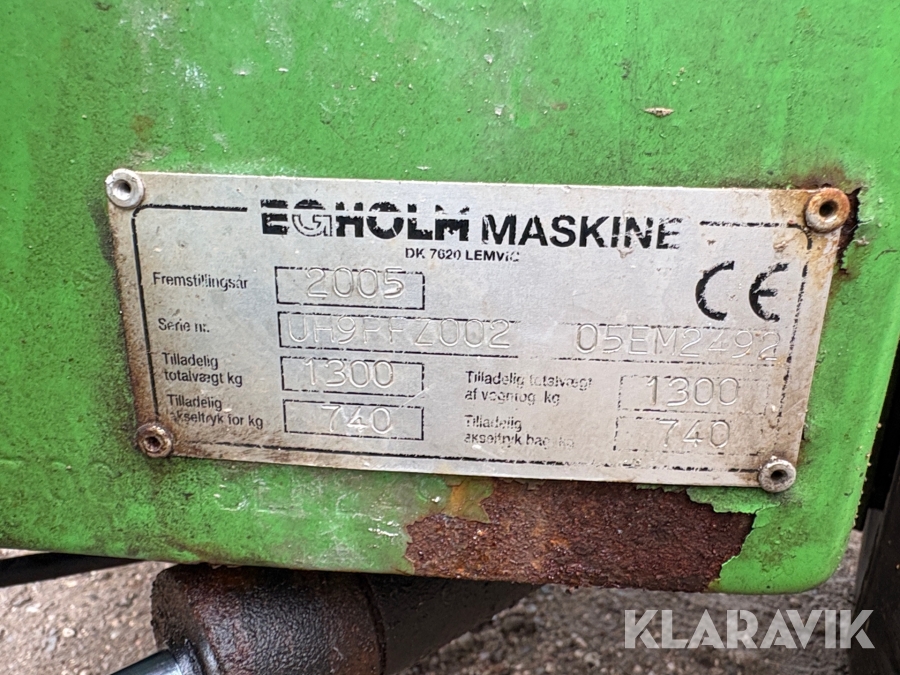 EGHOLM MASKINE
DK 7620 LEMVIG
Fremstillingsår 2005
Serie nr. UH9PFZ002 05EM2492
Tilladelig totalvægt kg 1300
Tilladelig totalvægt af vogntog kg 1300
Tilladelig akseltryk for kg 740
Tilladelig akseltryk bag kg 740
CE
KLARAVIK